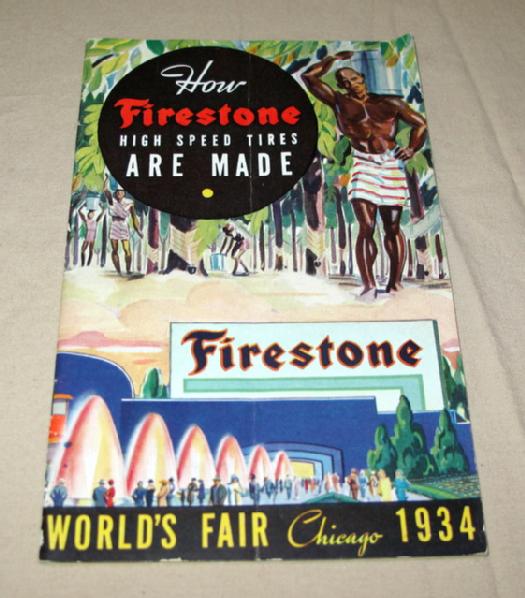 How
Firestone
HIGH SPEED TIRES
ARE MADE
Firestone
WORLD'S FAIR Chicago 1934